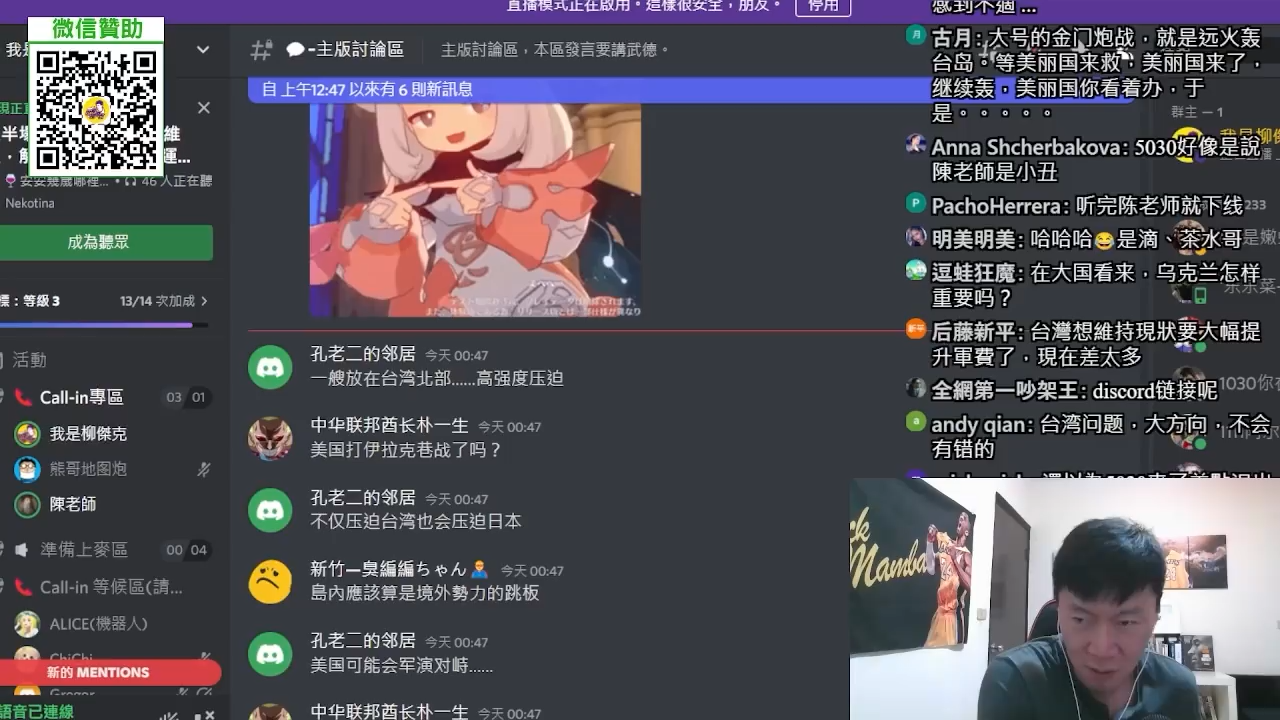 直播模式正在啟用。這樣很安全，朋友。
停用
微信贊助
-主版討論區
主版討論區，本區發言要講武德。
自 上午12:47 以來有 6 則新訊息
Nekotina
成為聽眾
：等級3
13/14 次加成
活動
Call-in專區
03 01
我是柳傑克
熊哥地图炮
陳老師
準備上麥區
00 04
Call-in 等候區(請...
ALICE(機器人)
新的 MENTIONS
語音已連線
孔老二的邻居 今天 00:47
一艘放在台湾北部......高强度压迫
中华联邦酋长朴一生 今天 00:47
美国打伊拉克巷战了吗？
孔老二的邻居 今天 00:47
不仅压迫台湾也会压迫日本
新竹—臭編編ちゃん 今天 00:47
島內應該算是境外勢力的跳板
孔老二的邻居 今天 00:47
美国可能会军演对峙......
中华联邦酋长朴一生 今天 00:47
感到不適 ...
古月: 大号的金门炮战，就是远火轰
台岛。等美丽国来救，美丽国来了，
继续轰，美丽国你看着办，于
是。。。。。
群主 — 1
Anna Shcherbakova: 5030好像是說
陳老師是小丑
PachoHerrera: 听完陈老师就下线
明美明美: 哈哈哈😂是滴、茶水哥
逗蛙狂魔: 在大国看来，乌克兰怎样
重要吗？
后藤新平: 台灣想維持現狀要大幅提
升軍費了，現在差太多
全網第一吵架王: discord链接呢
andy qian: 台湾问题，大方向，不会
有错的
Mamba